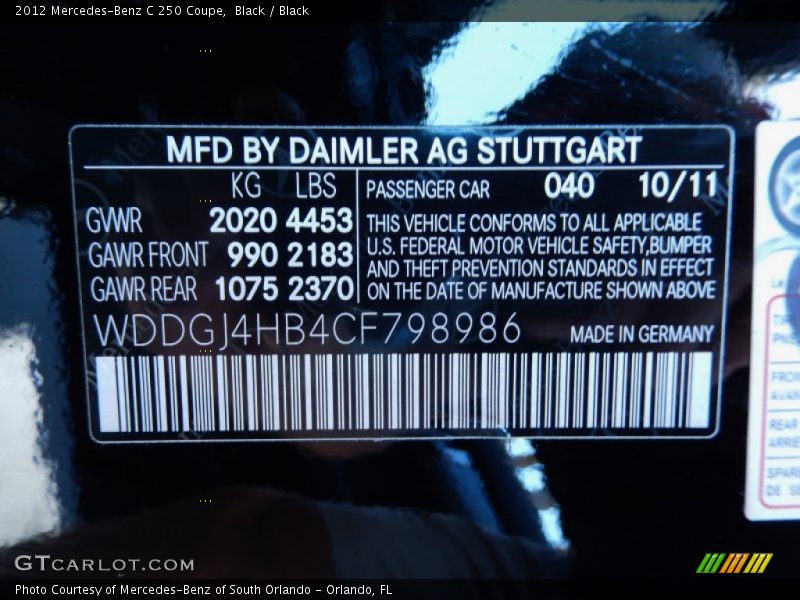 2012 Mercedes-Benz C 250 Coupe,  Black / Black
MFD BY DAIMLER AG STUTTGART
KG LBS
GWR 2020 4453
GAWR FRONT 990 2183
GAWR REAR 1075 2370
PASSENGER CAR 040 10/11
THIS VEHICLE CONFORMS TO ALL APPLICABLE
U.S. FEDERAL MOTOR VEHICLE SAFETY,BUMPER
AND THEFT PREVENTION STANDARDS IN EFFECT
ON THE DATE OF MANUFACTURE SHOWN ABOVE
WDDGJ4HB4CF798986 MADE IN GERMANY
REAR
GTCARLOT.COM
Photo Courtesy of Mercedes-Benz of South Orlando - Orlando, FL